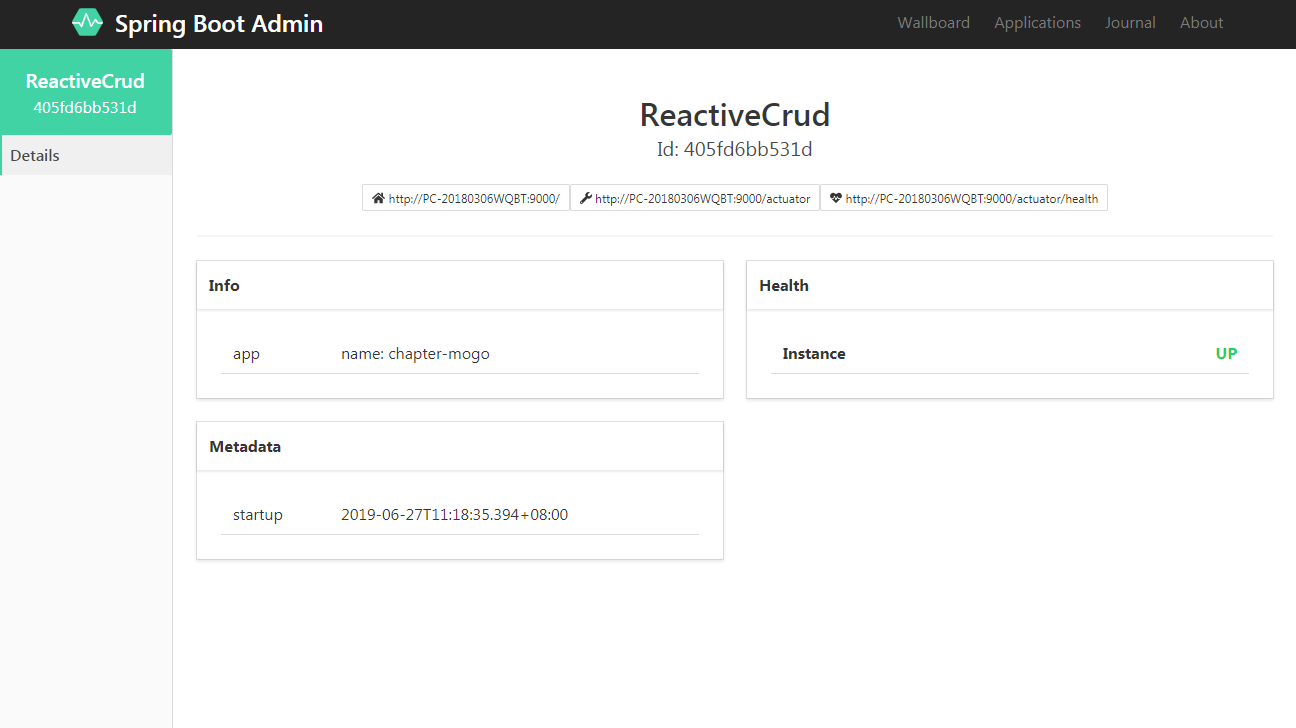 Spring Boot Admin
Wallboard Applications Journal About
ReactiveCrud
405fd6bb531d
Details
ReactiveCrud
Id: 405fd6bb531d
http://PC-20180306WQBT:9000/ http://PC-20180306WQBT:9000/actuator http://PC-20180306WQBT:9000/actuator/health
Info
app name: chapter-mogo
Health
Instance UP
Metadata
startup 2019-06-27T11:18:35.394+08:00